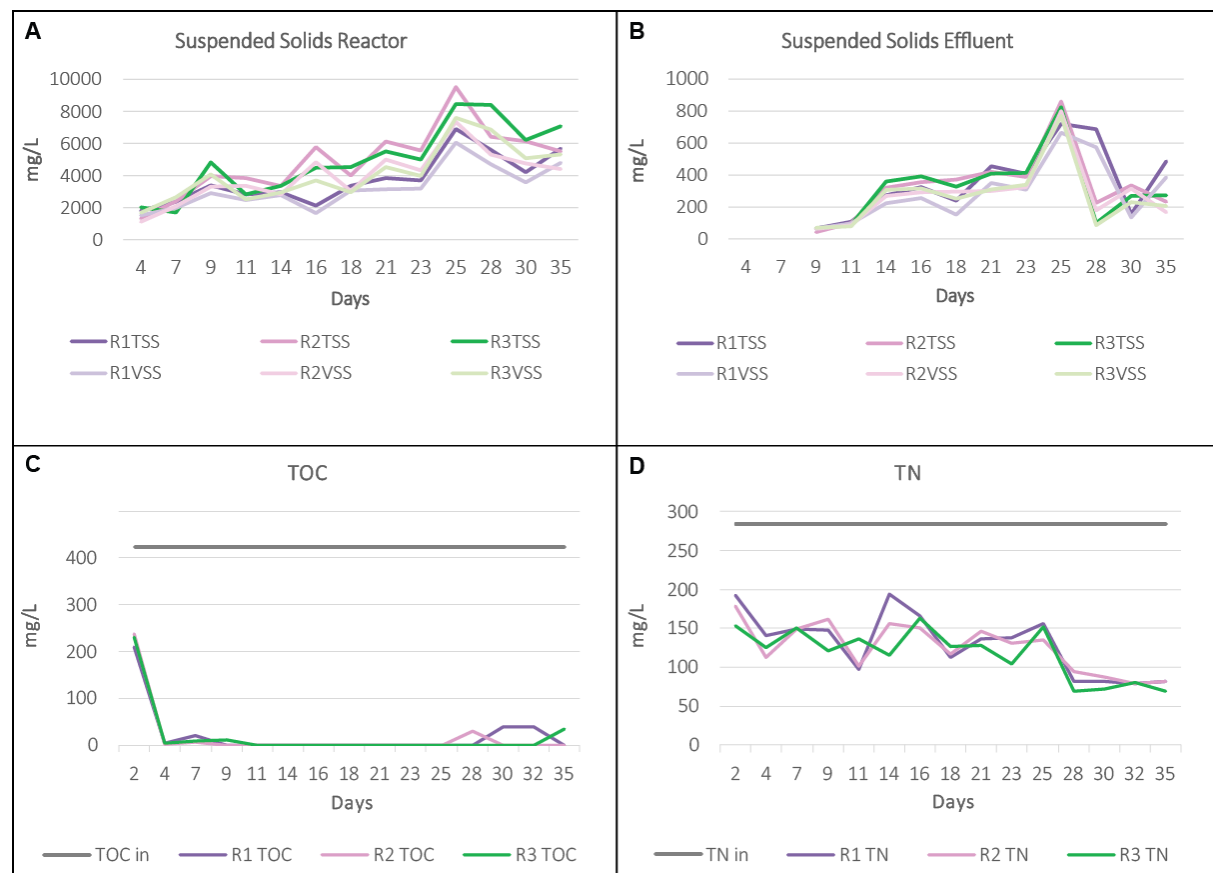 A
Suspended Solids Reactor
10000
8000
6000
4000
2000
0
mg/L
4 7 9 11 14 16 18 21 23 25 28 30 35
Days
R1TSS R2TSS R3TSS
R1VSS R2VSS R3VSS
B
Suspended Solids Effluent
1000
800
600
400
200
0
mg/L
4 7 9 11 14 16 18 21 23 25 28 30 35
Days
R1TSS R2TSS R3TSS
R1VSS R2VSS R3VSS
C
TOC
400
300
200
100
0
mg/L
2 4 7 9 11 14 16 18 21 23 25 28 30 32 35
Days
TOC in R1 TOC R2 TOC R3 TOC
D
TN
300
250
200
150
100
50
0
mg/L
2 4 7 9 11 14 16 18 21 23 25 28 30 32 35
Days
TN in R1 TN R2 TN R3 TN